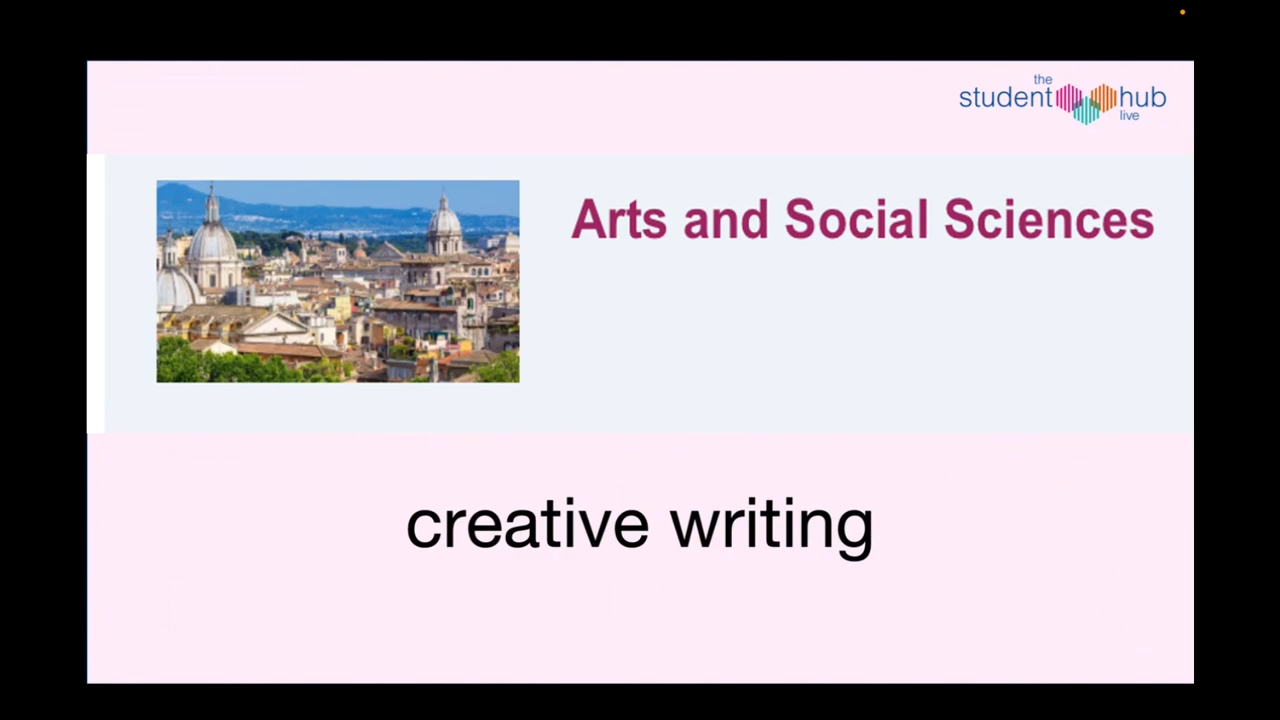 the
student hub
live
Arts and Social Sciences
creative writing